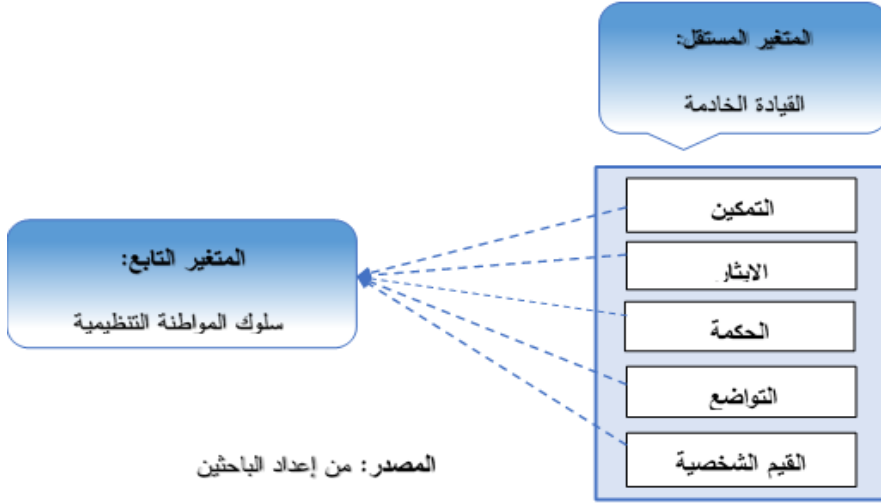 المتغير المستقل:
القيادة الخادمة
التمكين
الايثار
الحكمة
التواضع
القيم الشخصية
المتغير التابع:
سلوك المواطنة التنظيمية
المصدر: من إعداد الباحثين